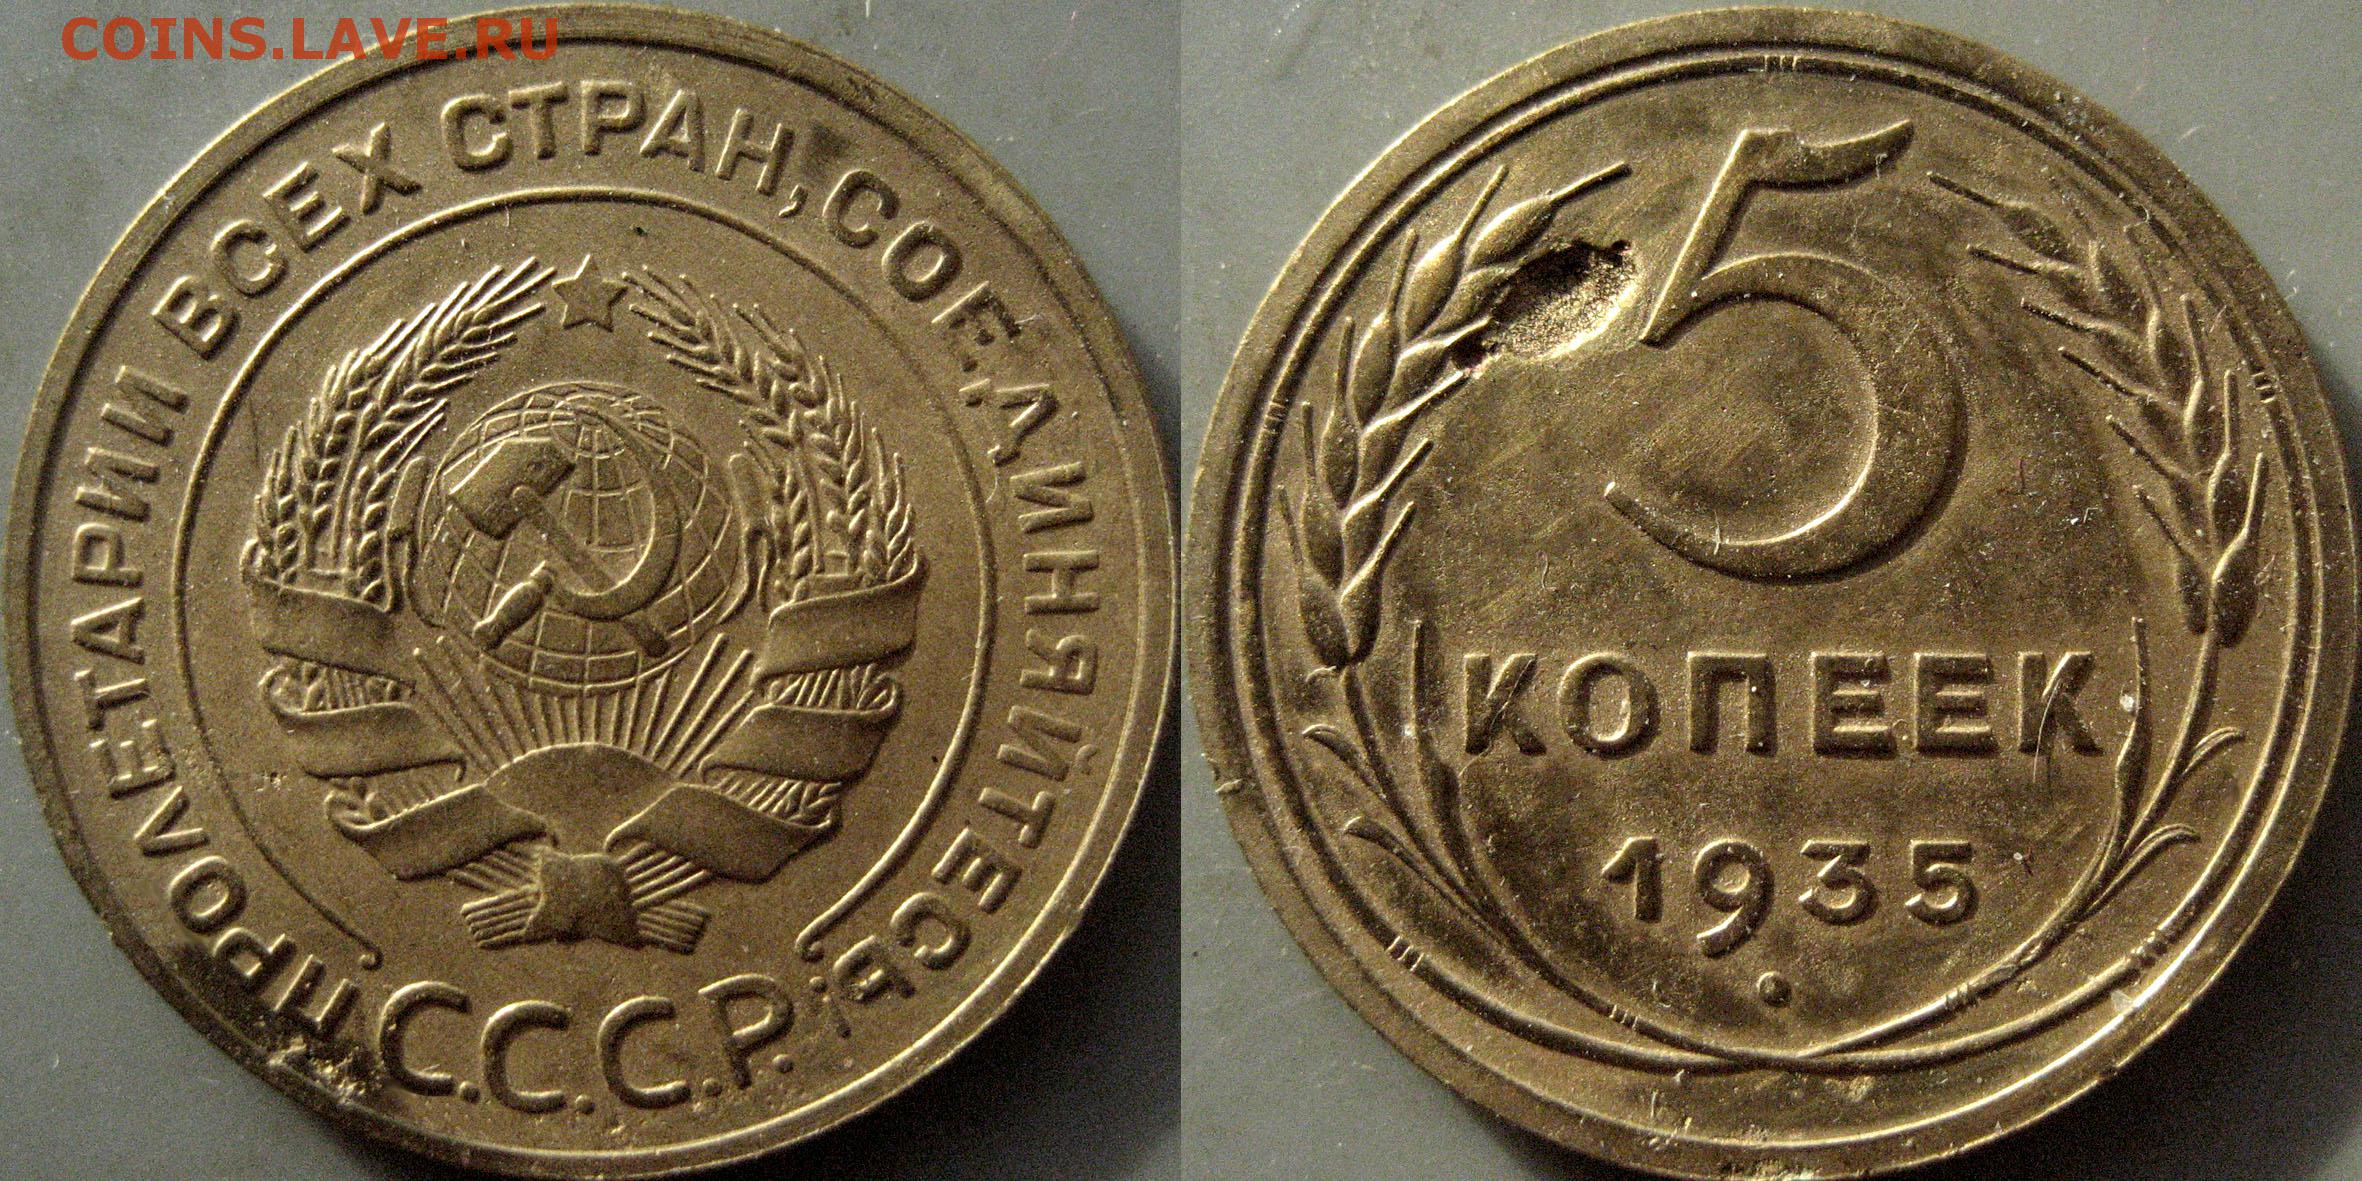 COINS.LAVE.RU
ПРОЛЕТАРИИ ВСЕХ СТРАН, СОЕДИНЯЙТЕСЬ!
С.С.С.Р.
5
КОПЕЕК
1935